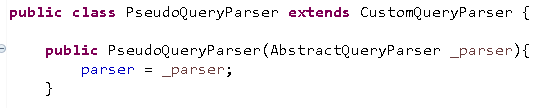 public class PseudoQueryParser extends CustomQueryParser {
public PseudoQueryParser(AbstractQueryParser _parser){
parser = _parser;
}